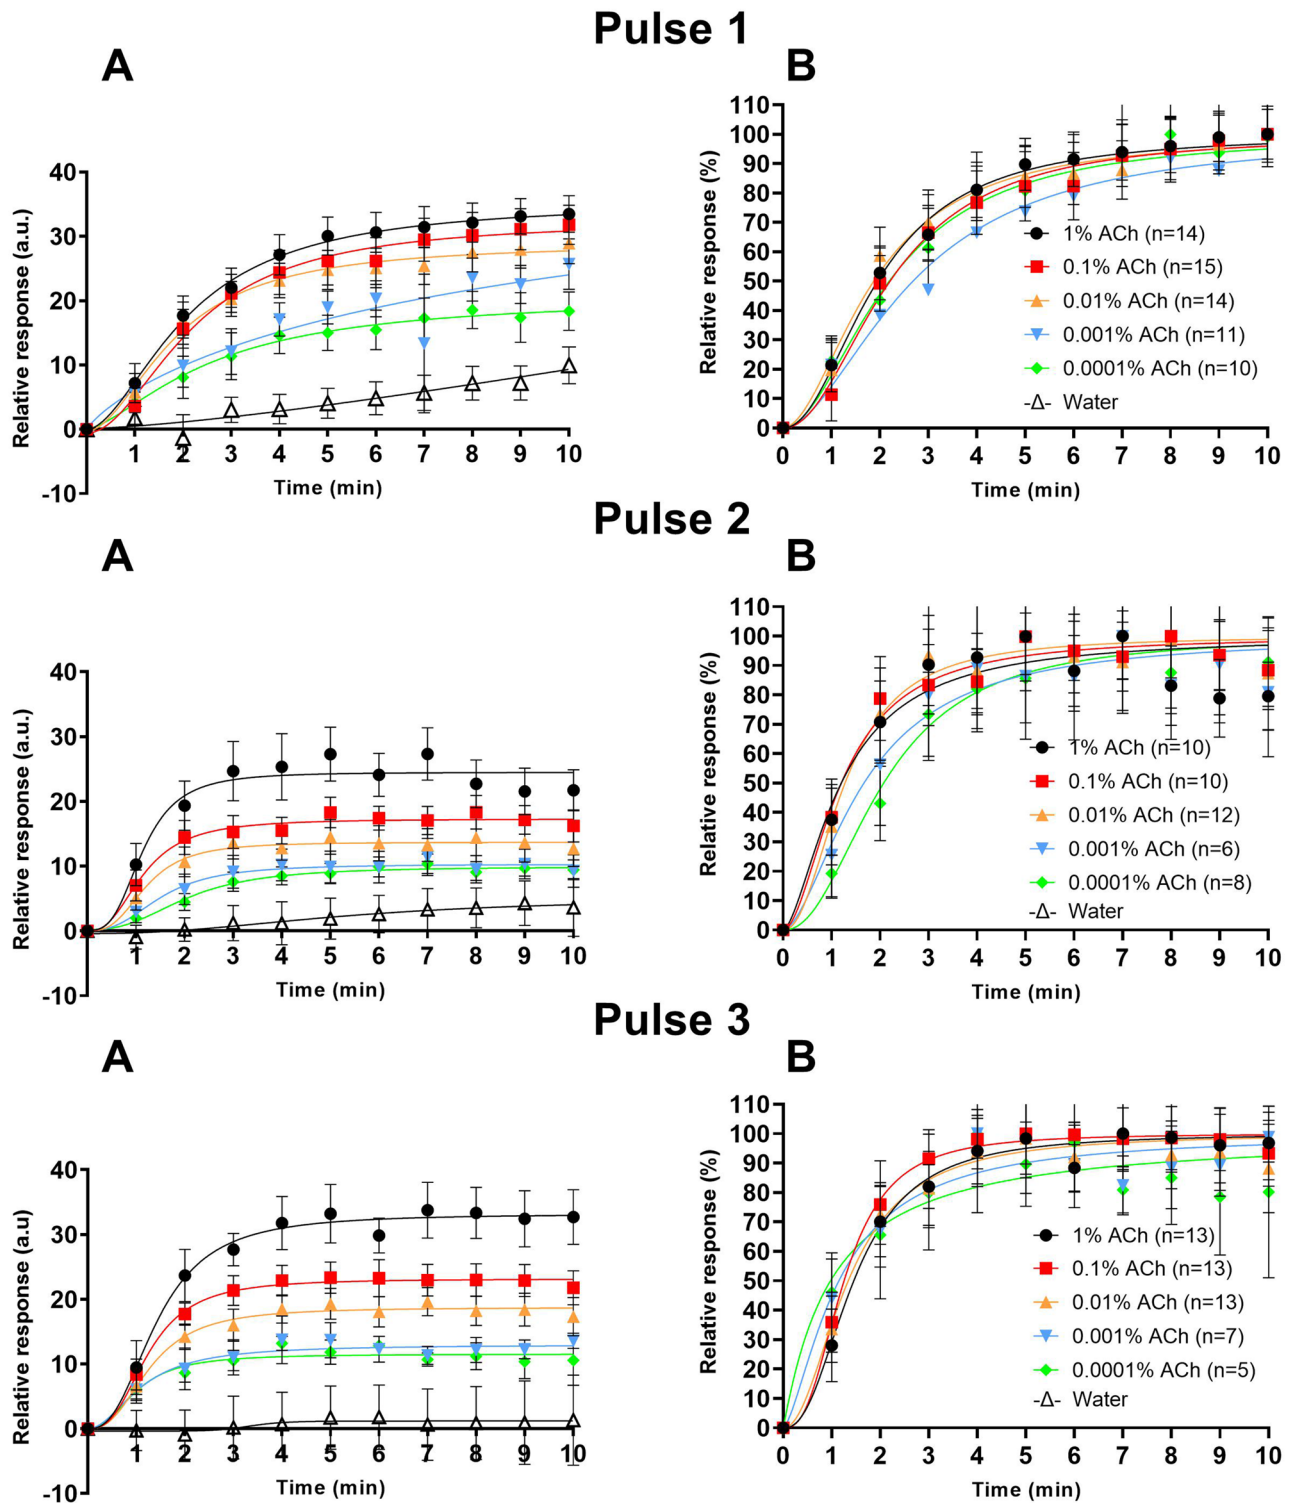 Pulse 1
A
B
40
30
20
10
0
-10
1 2 3 4 5 6 7 8 9 10
Relative response (a.u.)
Time (min)
110
100
90
80
70
60
50
40
30
20
10
0
0 1 2 3 4 5 6 7 8 9 10
Relative response (%)
Time (min)
1% ACh (n=14)
0.1% ACh (n=15)
0.01% ACh (n=14)
0.001% ACh (n=11)
0.0001% ACh (n=10)
Water
Pulse 2
A
B
40
30
20
10
0
-10
1 2 3 4 5 6 7 8 9 10
Relative response (a.u.)
Time (min)
110
100
90
80
70
60
50
40
30
20
10
0
0 1 2 3 4 5 6 7 8 9 10
Relative response (%)
Time (min)
1% ACh (n=10)
0.1% ACh (n=10)
0.01% ACh (n=12)
0.001% ACh (n=6)
0.0001% ACh (n=8)
Water
Pulse 3
A
B
40
30
20
10
0
-10
1 2 3 4 5 6 7 8 9 10
Relative response (a.u)
Time (min)
110
100
90
80
70
60
50
40
30
20
10
0
0 1 2 3 4 5 6 7 8 9 10
Relative response (%)
Time (min)
1% ACh (n=13)
0.1% ACh (n=13)
0.01% ACh (n=13)
0.001% ACh (n=7)
0.0001% ACh (n=5)
Water